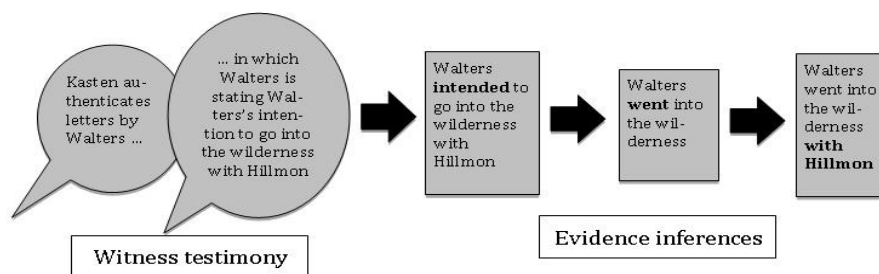 Kasten au-
thenticates
letters by
Walters ...
... in which
Walters is
stating Wal-
ters's inten-
tion to go into
the wilderness
with Hillmon
Walters
intended to
go into the
wilderness
with
Hillmon
Walters
went into
the wil-
derness
Walters
went into
the wil-
derness
with
Hillmon
Witness testimony
Evidence inferences